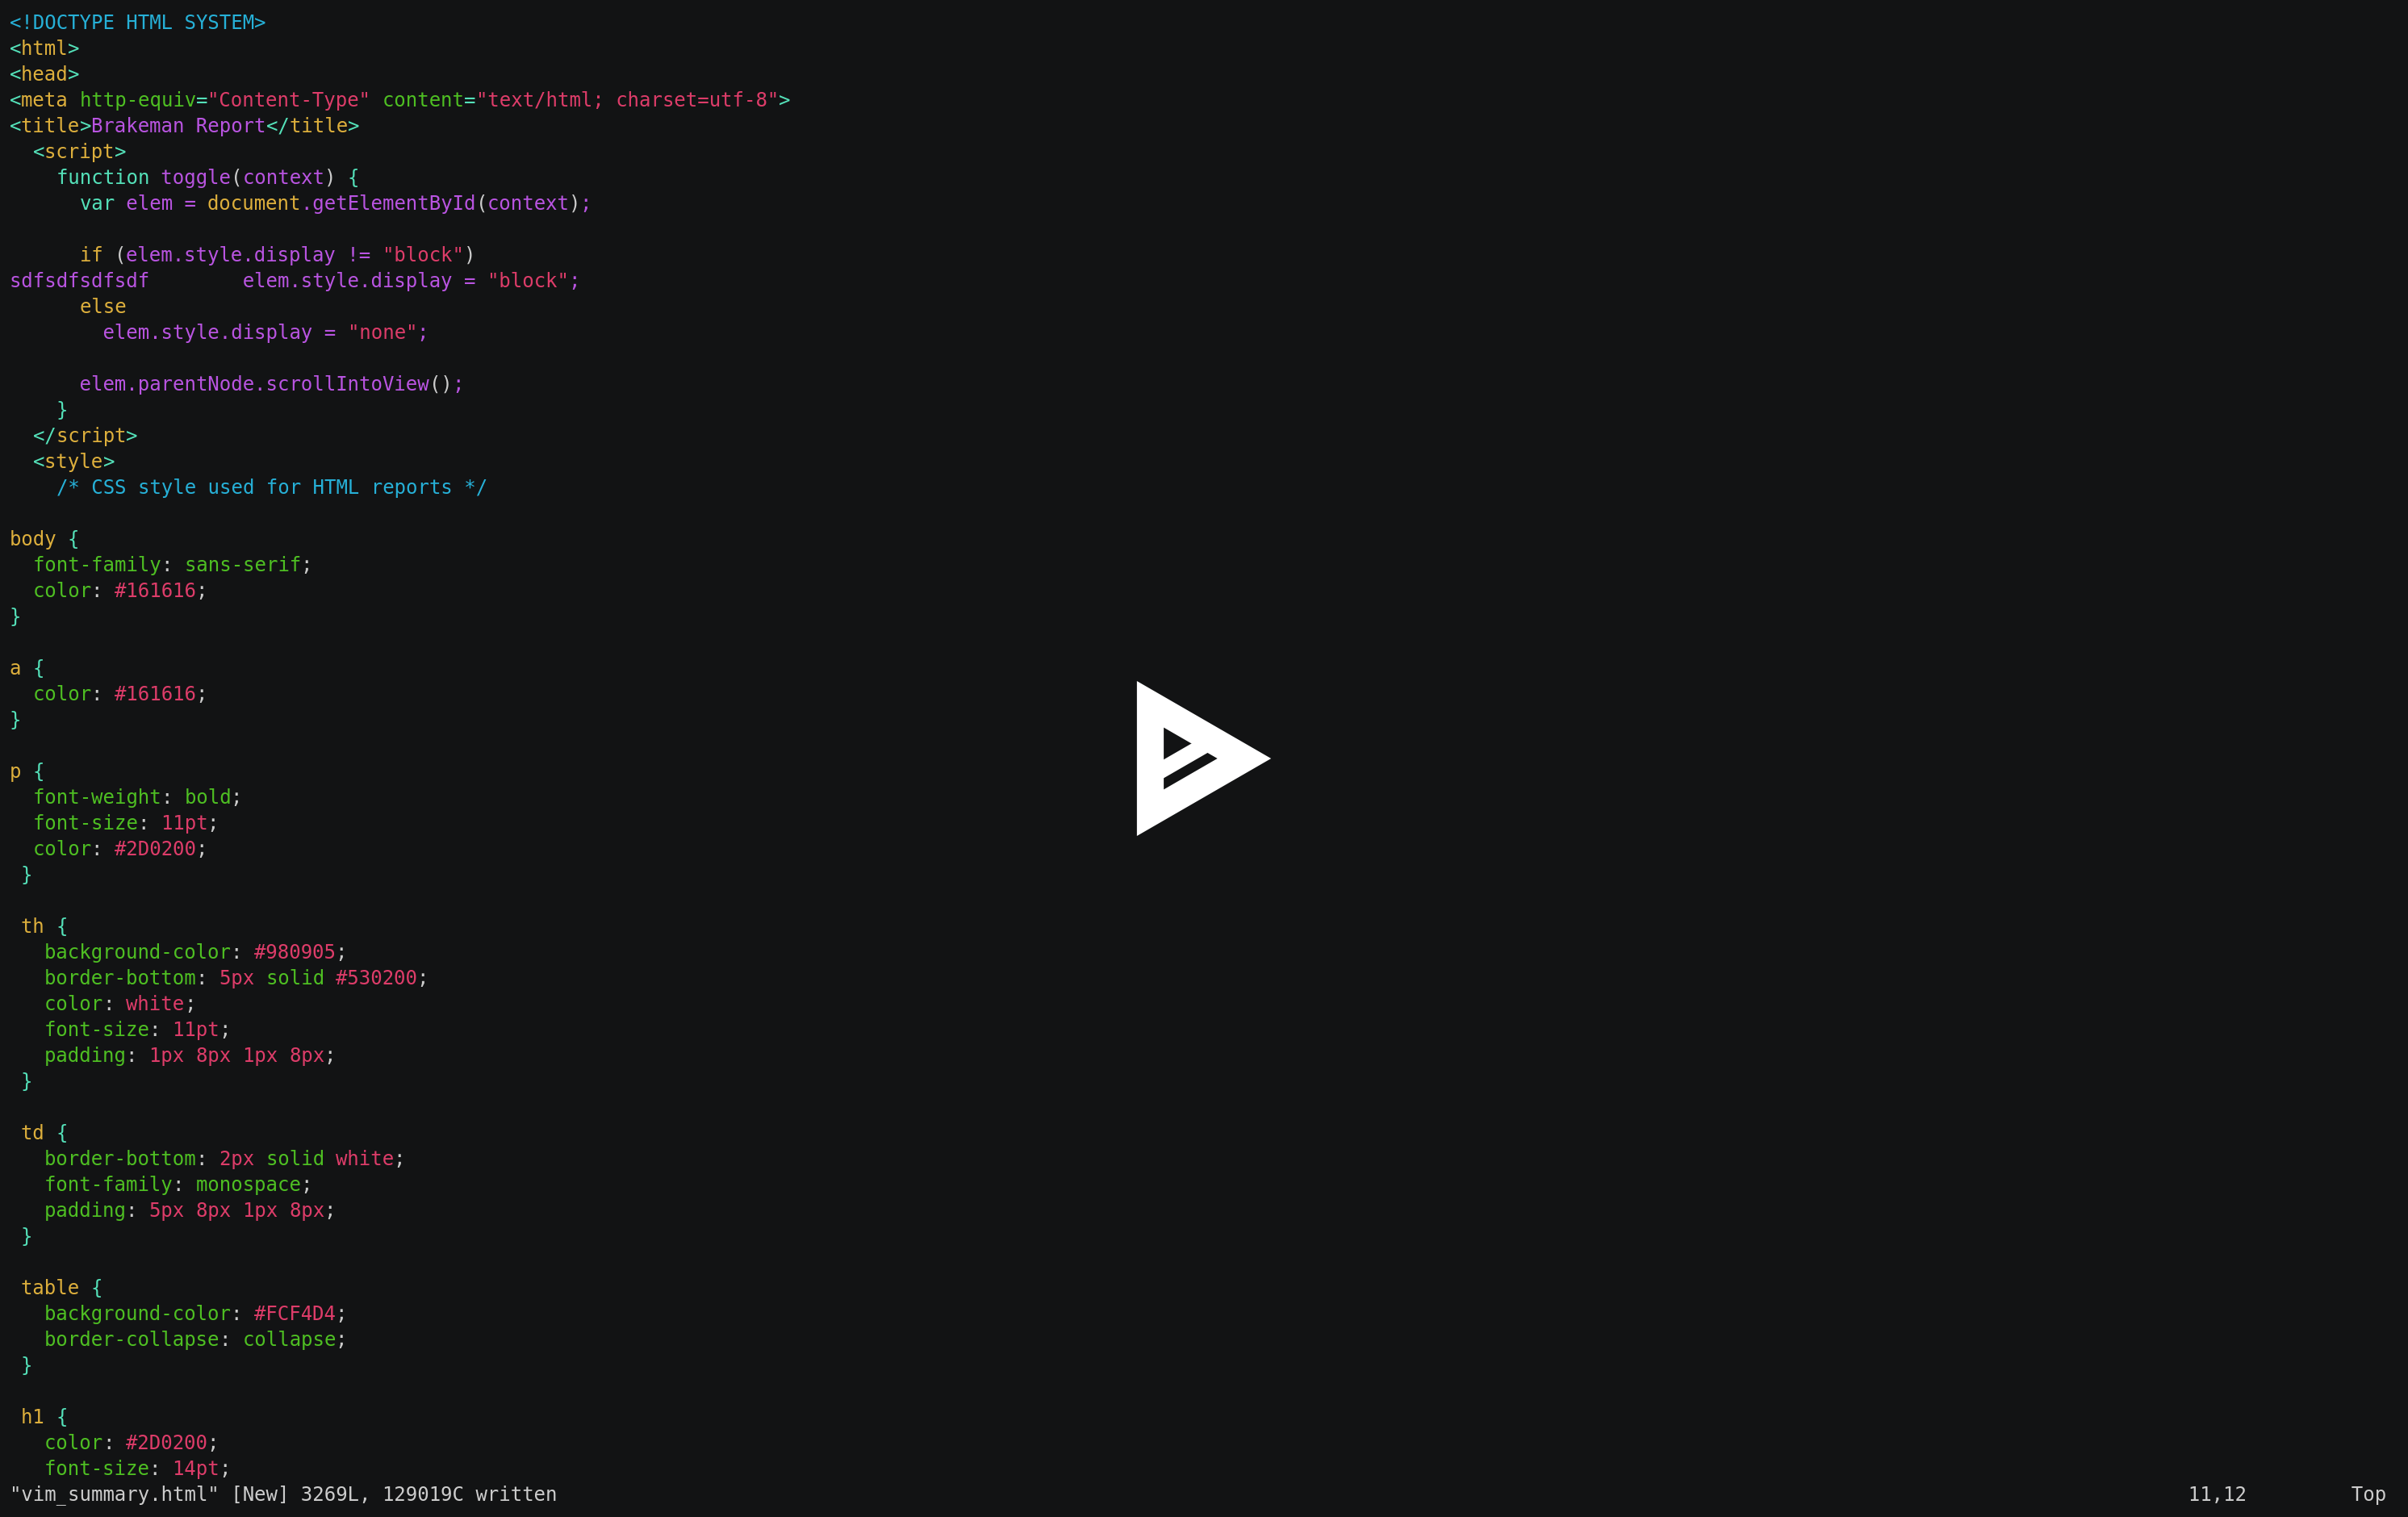 <!DOCTYPE HTML SYSTEM>
<html>
<head>
<meta http-equiv="Content-Type" content="text/html; charset=utf-8">
<title>Brakeman Report</title>
  <script>
    function toggle(context) {
      var elem = document.getElementById(context);

      if (elem.style.display != "block")
sdfsdfsdfsdf        elem.style.display = "block";
      else
        elem.style.display = "none";

      elem.parentNode.scrollIntoView();
    }
  </script>
  <style>
    /* CSS style used for HTML reports */

body {
  font-family: sans-serif;
  color: #161616;
}

a {
  color: #161616;
}

p {
  font-weight: bold;
  font-size: 11pt;
  color: #2D0200;
 }

 th {
   background-color: #980905;
   border-bottom: 5px solid #530200;
   color: white;
   font-size: 11pt;
   padding: 1px 8px 1px 8px;
 }

 td {
   border-bottom: 2px solid white;
   font-family: monospace;
   padding: 5px 8px 1px 8px;
 }

 table {
   background-color: #FCF4D4;
   border-collapse: collapse;
 }

 h1 {
   color: #2D0200;
   font-size: 14pt;
"vim_summary.html" [New] 3269L, 129019C written 11,12 Top